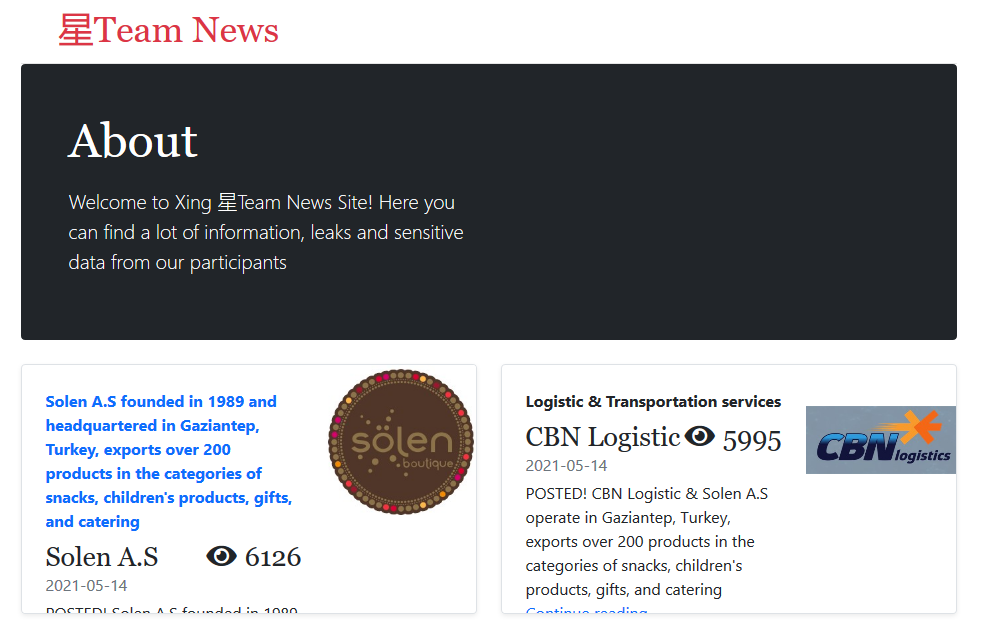 星Team News
About
Welcome to Xing 星Team News Site! Here you
can find a lot of information, leaks and sensitive
data from our participants
Solen A.S founded in 1989 and
headquartered in Gaziantep,
Turkey, exports over 200
products in the categories of
snacks, children's products, gifts,
and catering
Solen A.S 6126
2021-05-14
POSTED! Solen A.S founded in 1989
şölen
boutique
Logistic & Transportation services
CBN Logistic 5995
2021-05-14
POSTED! CBN Logistic & Solen A.S
operate in Gaziantep, Turkey,
exports over 200 products in the
categories of snacks, children's
products, gifts, and catering
Continue reading
CBN
logistics